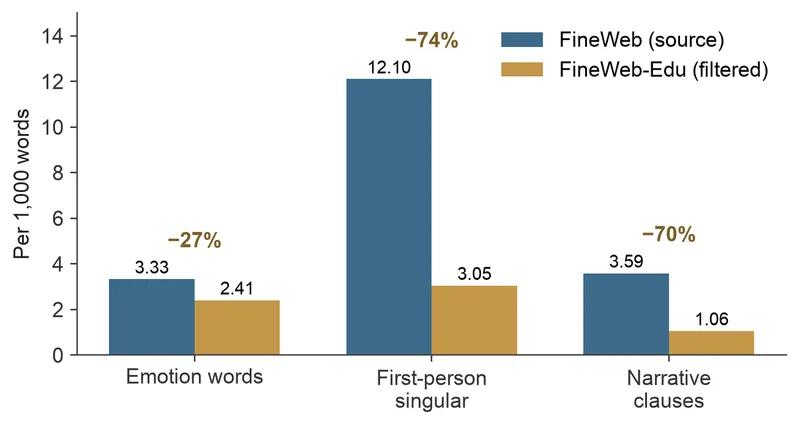 Per 1,000 words
14
12
10
8
6
4
2
0
−27%
3.33
2.41
−74%
12.10
3.05
−70%
3.59
1.06
FineWeb (source)
FineWeb-Edu (filtered)
Emotion words
First-person
singular
Narrative
clauses